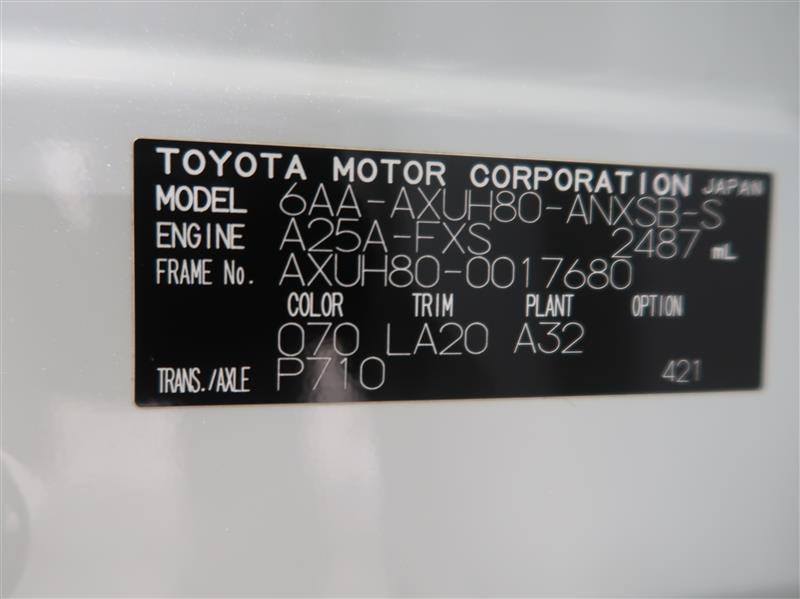 TOYOTA MOTOR CORPORATION JAPAN
MODEL 6AA-AXUH80-ANXSB-S
ENGINE A25A-FXS 2487 mL
FRAME No. AXUH80-0017680
COLOR TRIM PLANT OPTION
070 LA20 A32
TRANS./AXLE P710 421